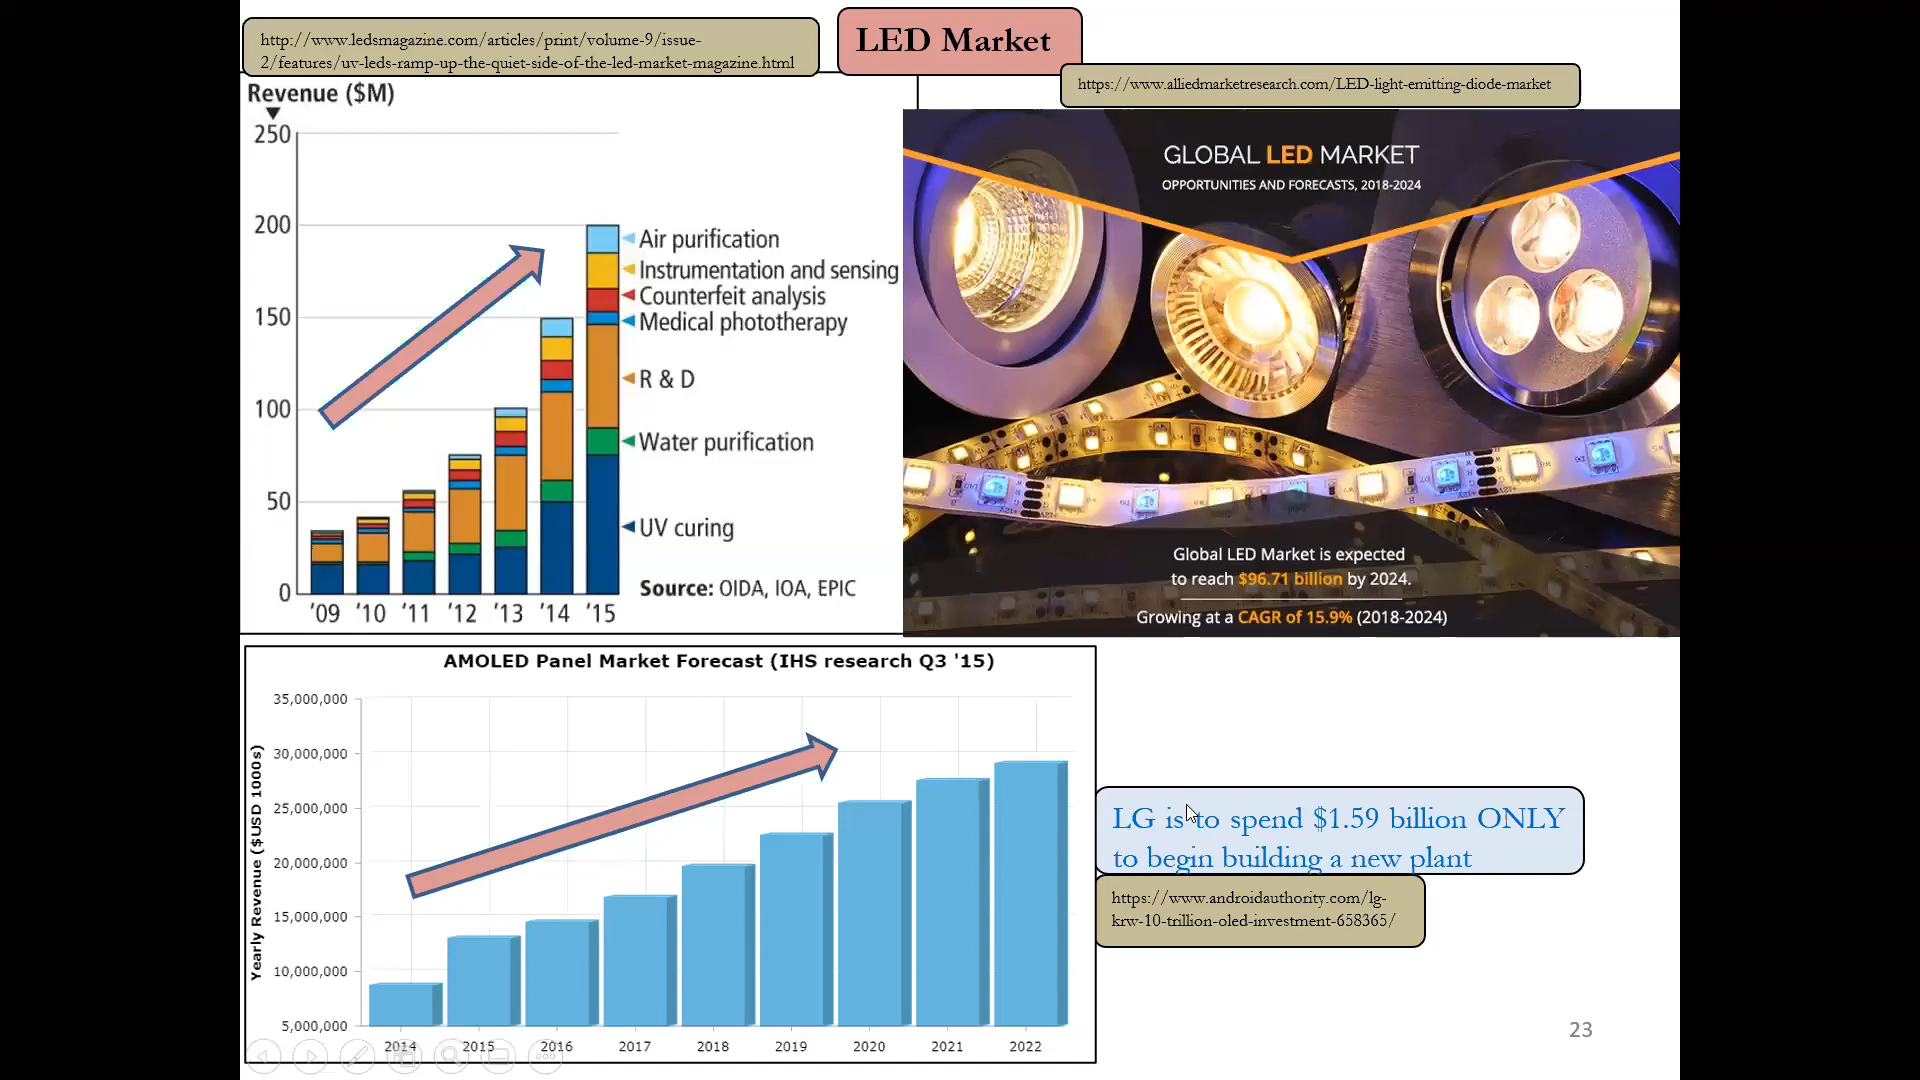 http://www.ledsmagazine.com/articles/print/volume-9/issue-
2/features/uv-leds-ramp-up-the-quiet-side-of-the-led-market-magazine.html
LED Market
https://www.alliedmarketresearch.com/LED-light-emitting-diode-market
Revenue ($M)
250
200
150
100
50
0
'09 '10 '11 '12 '13 '14 '15
Air purification
Instrumentation and sensing
Counterfeit analysis
Medical phototherapy
R & D
Water purification
UV curing
Source: OIDA, IOA, EPIC
GLOBAL LED MARKET
OPPORTUNITIES AND FORECASTS, 2018-2024
Global LED Market is expected
to reach $96.71 billion by 2024.
Growing at a CAGR of 15.9% (2018-2024)
AMOLED Panel Market Forecast (IHS research Q3 '15)
Yearly Revenue ($USD 1000s)
35,000,000
30,000,000
25,000,000
20,000,000
15,000,000
10,000,000
5,000,000
2014 2015 2016 2017 2018 2019 2020 2021 2022
LG is to spend $1.59 billion ONLY
to begin building a new plant
https://www.androidauthority.com/lg-
krw-10-trillion-oled-investment-658365/
23